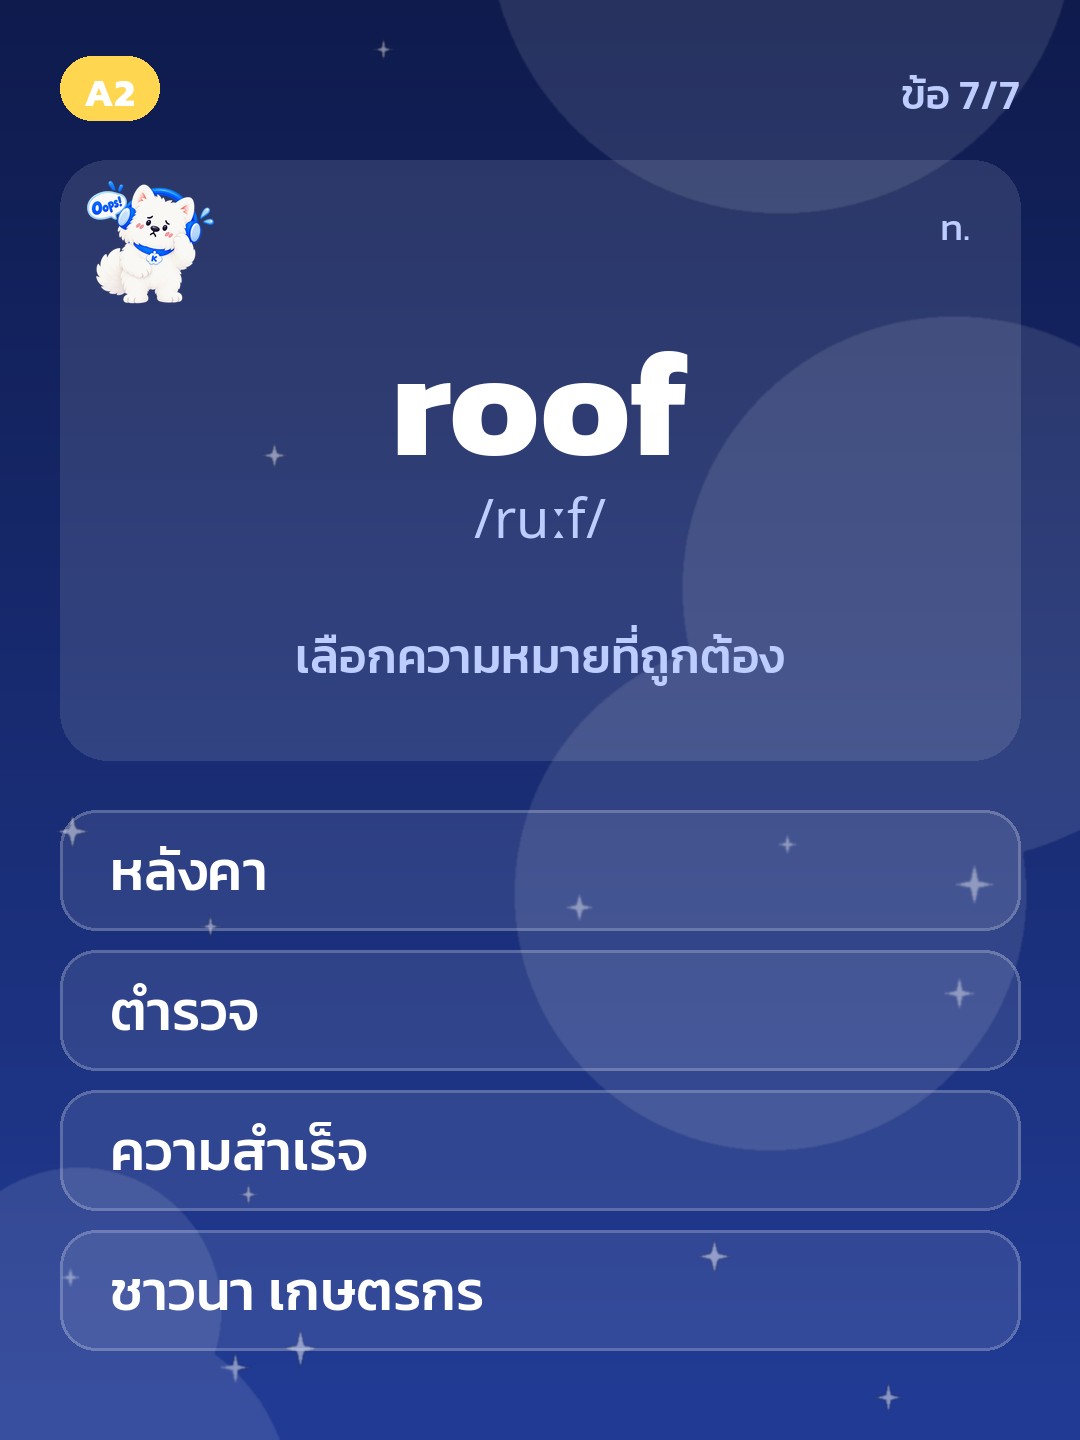 A2
ข้อ 7/7
Oops!
n.
K
roof
/ruːf/
เลือกความหมายที่ถูกต้อง
หลังคา
ตำรวจ
ความสำเร็จ
ชาวนา เกษตรกร